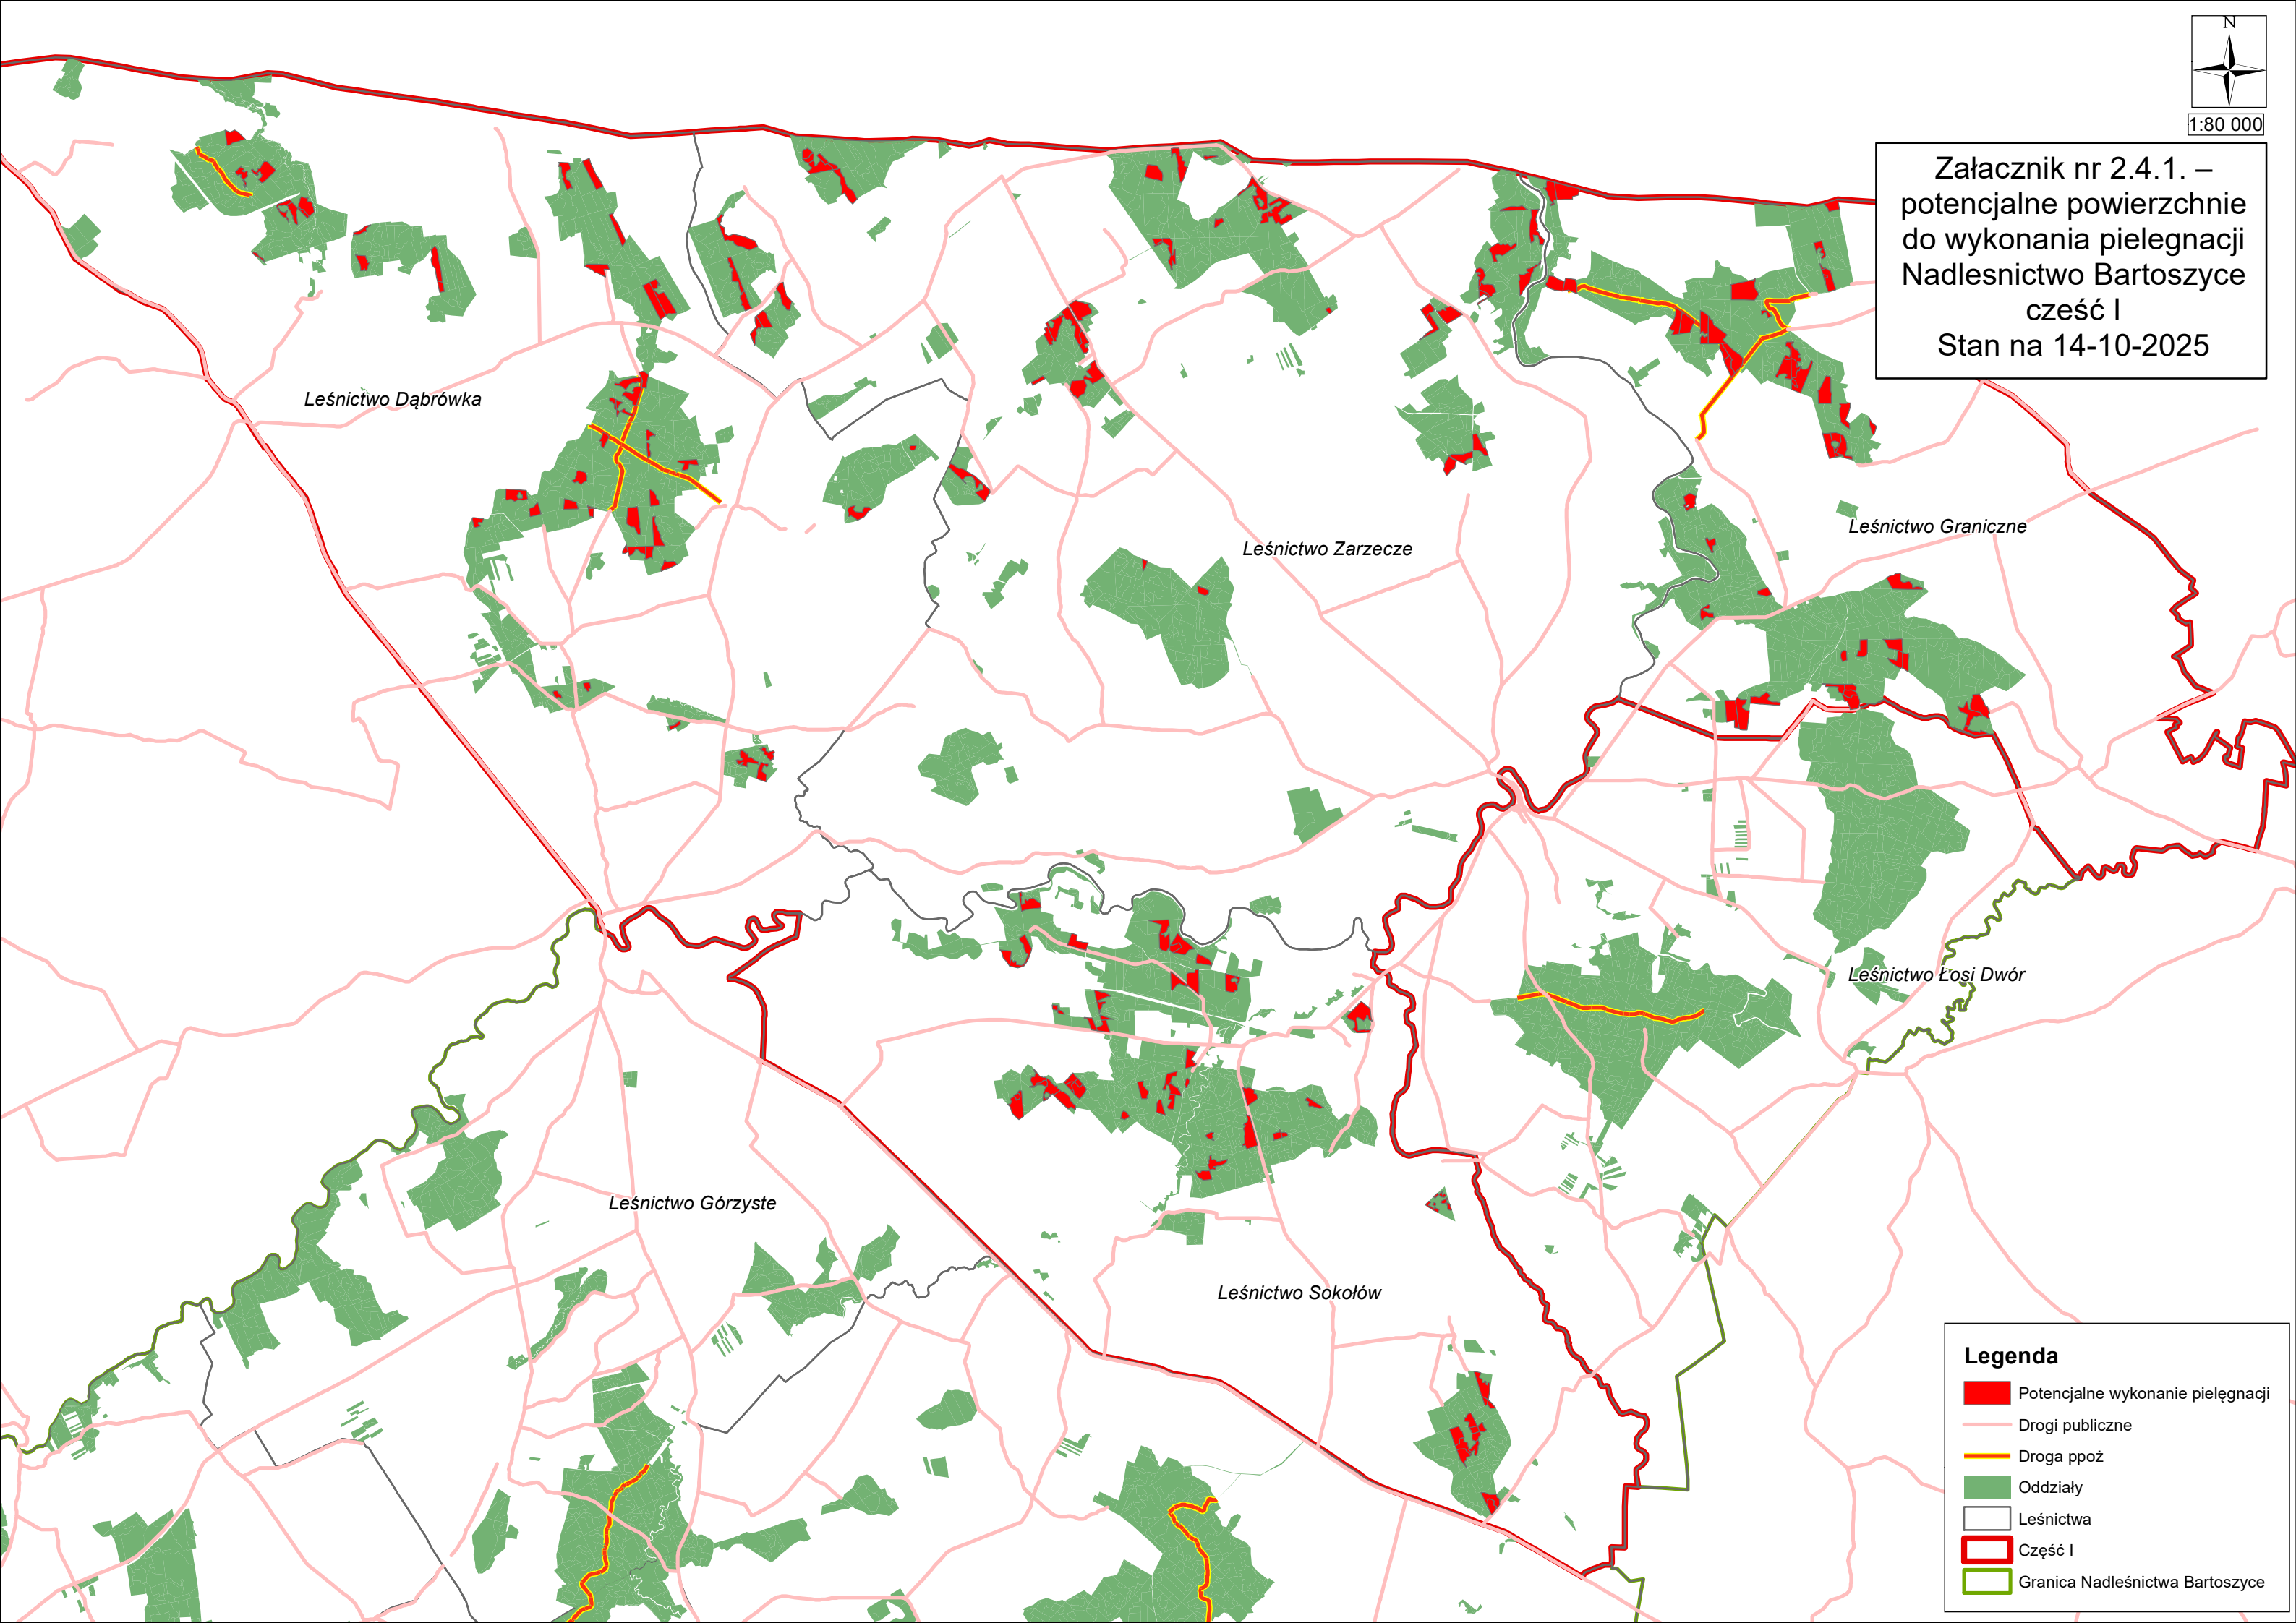 N
1:80 000
Załacznik nr 2.4.1. –
potencjalne powierzchnie
do wykonania pielegnacji
Nadlesnictwo Bartoszyce
cześć I
Stan na 14-10-2025
Leśnictwo Dąbrówka
Leśnictwo Graniczne
Leśnictwo Zarzecze
Leśnictwo Łosi Dwór
Leśnictwo Górzyste
Leśnictwo Sokołów
Legenda
Potencjalne wykonanie pielęgnacji
Drogi publiczne
Droga ppoż
Oddziały
Leśnictwa
Część I
Granica Nadleśnictwa Bartoszyce